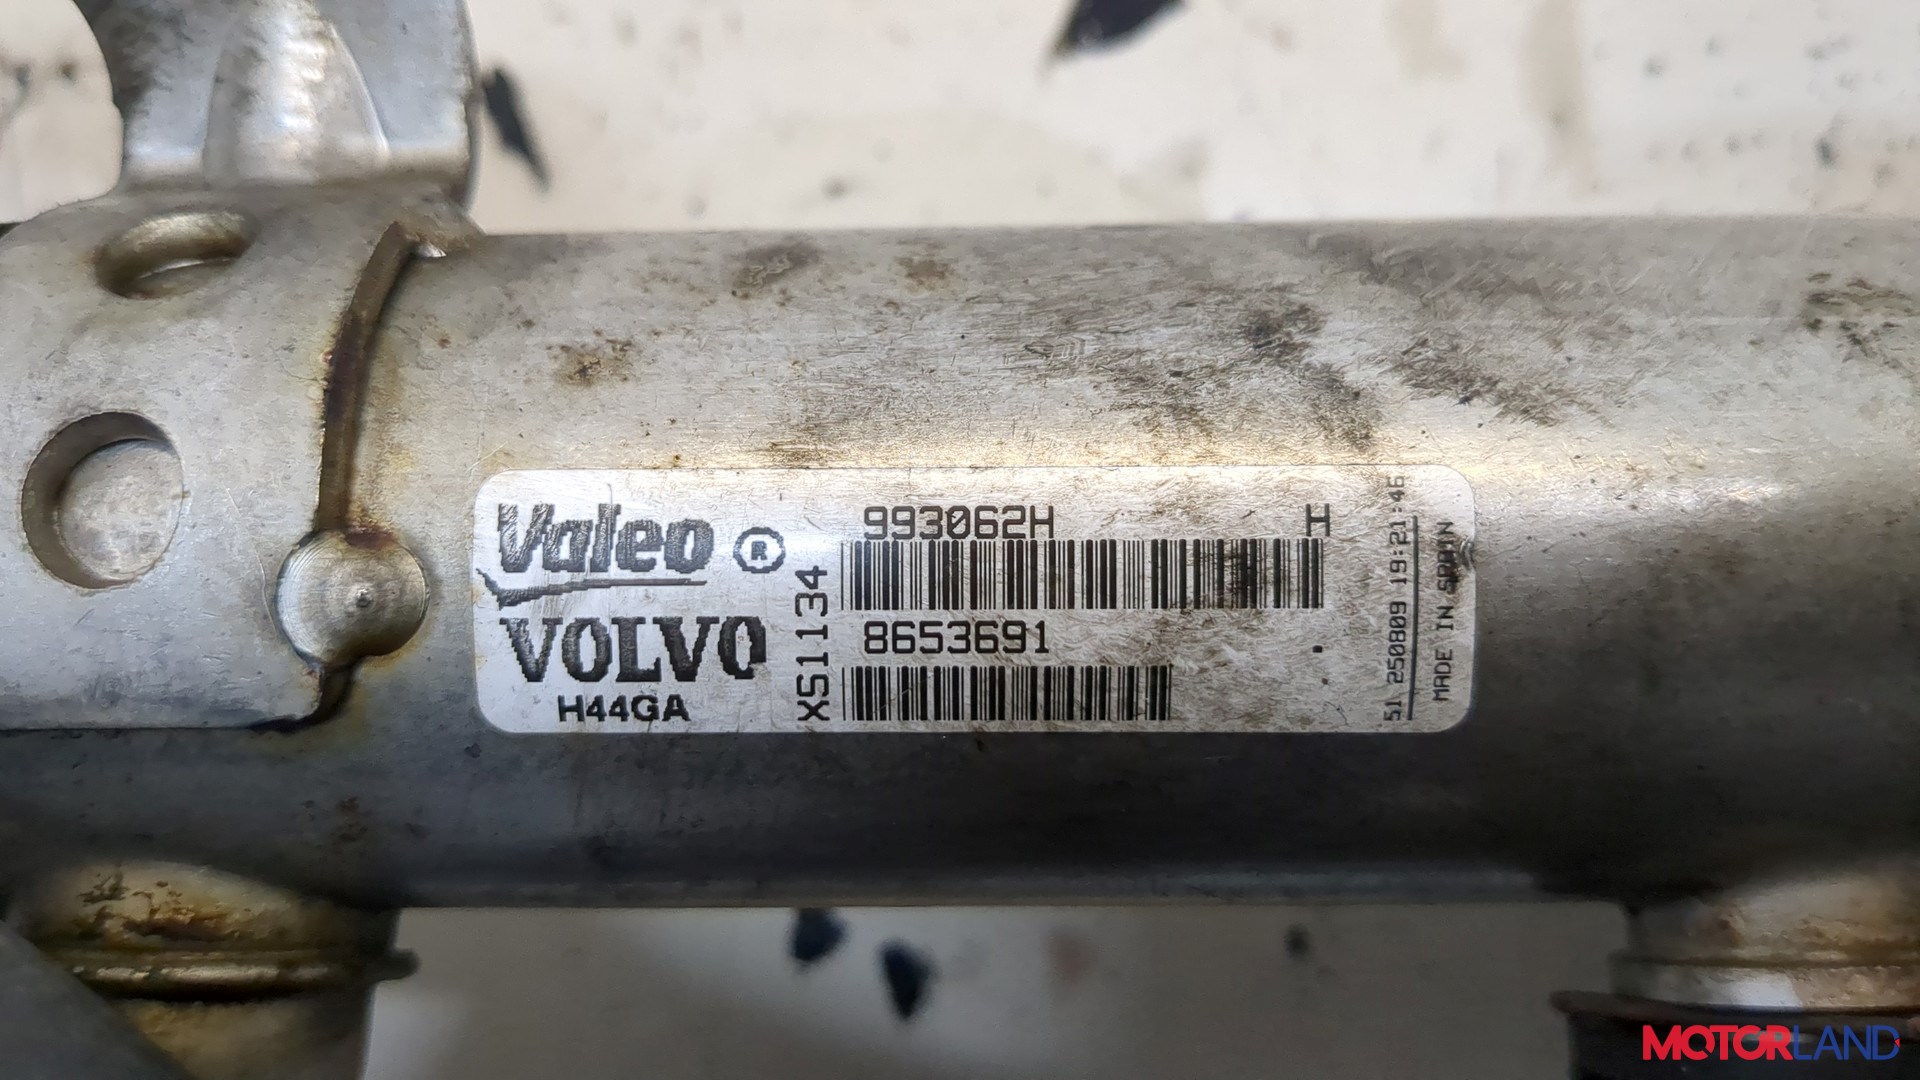 Valeo ®
VOLVO
H44GA
XS1134
993062H H
8653691
51 250809 19:21:46
MADE IN SPAIN
MOTORLAND